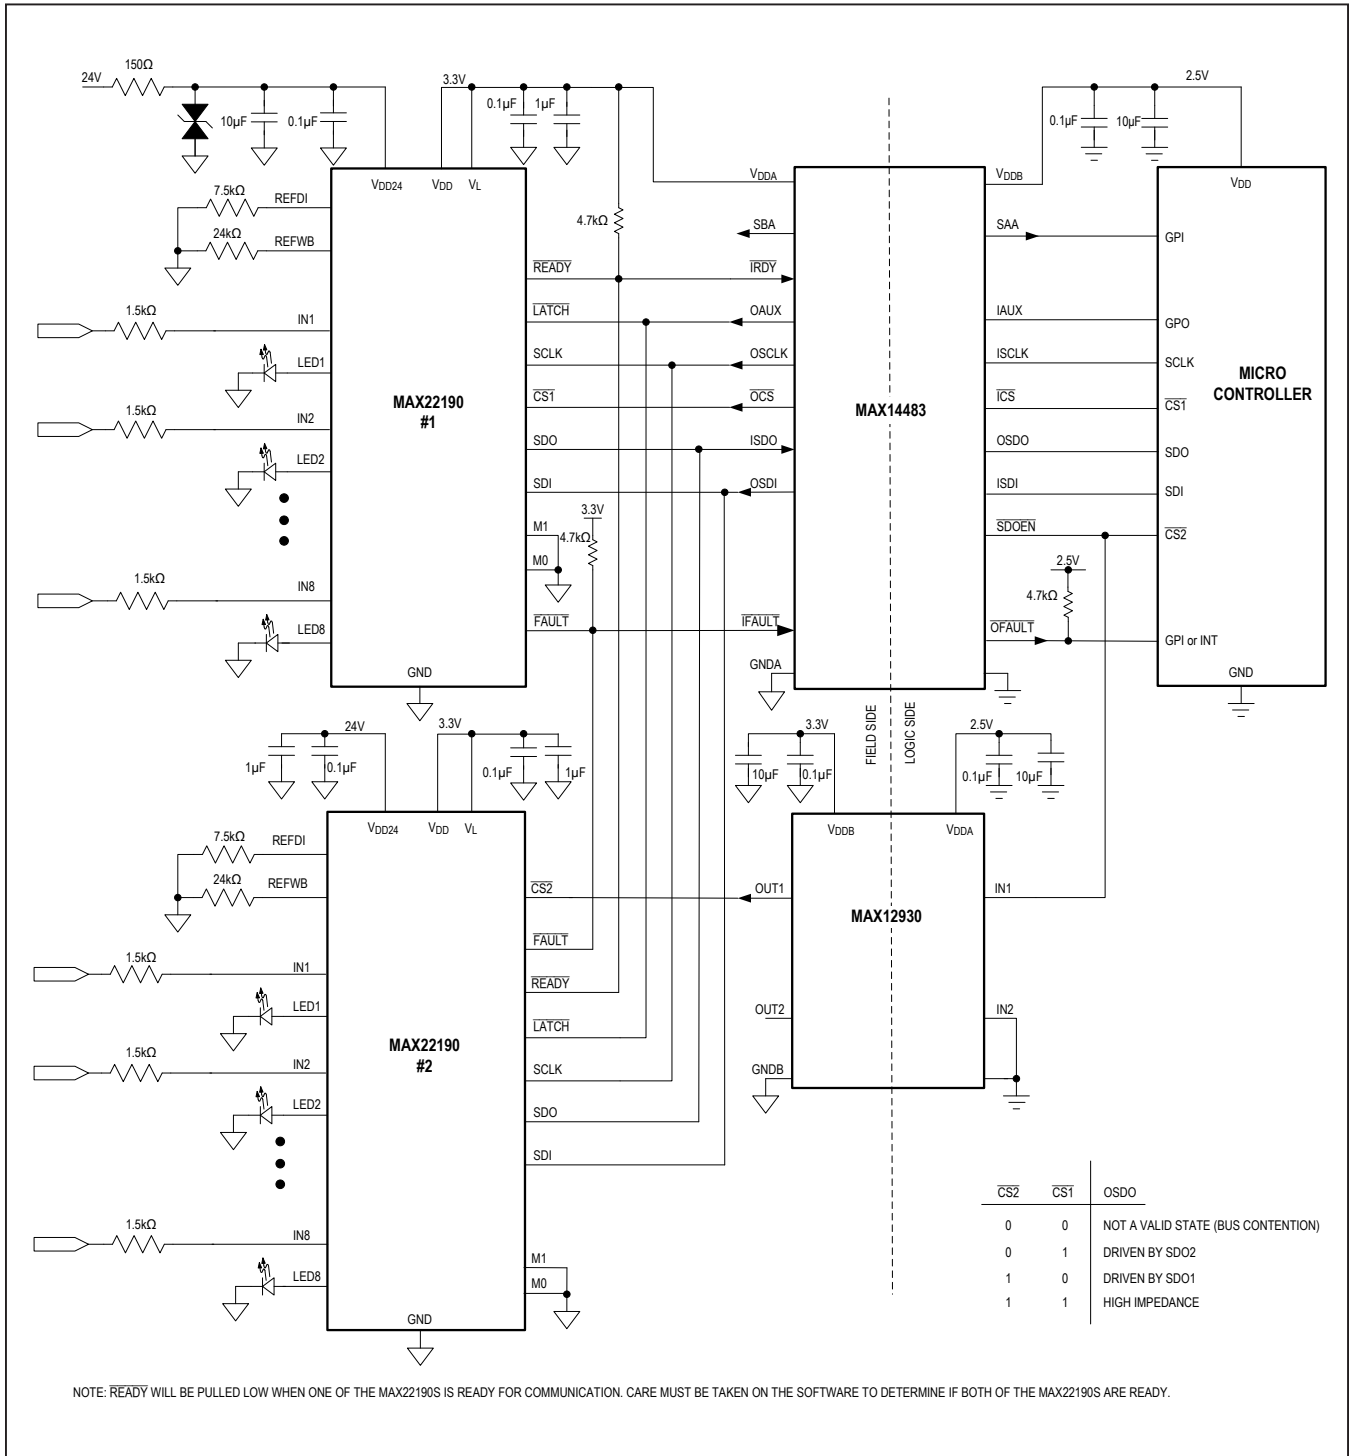 150Ω
24V
10µF
0.1µF
3.3V
0.1µF
1µF
2.5V
0.1µF
10µF
VDD24
VDD
VL
7.5kΩ
REFDI
24kΩ
REFWB
1.5kΩ
IN1
LED1
1.5kΩ
IN2
LED2
1.5kΩ
IN8
LED8
MAX22190
#1
READY
LATCH
SCLK
CS1
SDO
SDI
M1
M0
FAULT
GND
4.7kΩ
3.3V
4.7kΩ
VDDA
SBA
IRDY
OAUX
OSCLK
OCS
ISDO
OSDI
IFAULT
GNDA
MAX14483
VDDB
SAA
IAUX
ISCLK
ICS
OSDO
ISDI
SDOEN
OFAULT
2.5V
4.7kΩ
VDD
GPI
GPO
SCLK
CS1
SDO
SDI
CS2
GPI or INT
GND
MICRO
CONTROLLER
FIELD SIDE
LOGIC SIDE
24V
1µF
0.1µF
3.3V
0.1µF
1µF
3.3V
10µF
0.1µF
2.5V
0.1µF
10µF
VDD24
VDD
VL
7.5kΩ
REFDI
24kΩ
REFWB
1.5kΩ
IN1
LED1
1.5kΩ
IN2
LED2
1.5kΩ
IN8
LED8
MAX22190
#2
CS2
FAULT
READY
LATCH
SCLK
SDO
SDI
M1
M0
GND
VDDB
VDDA
OUT1
IN1
MAX12930
OUT2
IN2
GNDB
CS2 CS1 OSDO
0 0 NOT A VALID STATE (BUS CONTENTION)
0 1 DRIVEN BY SDO2
1 0 DRIVEN BY SDO1
1 1 HIGH IMPEDANCE
NOTE: READY WILL BE PULLED LOW WHEN ONE OF THE MAX22190S IS READY FOR COMMUNICATION. CARE MUST BE TAKEN ON THE SOFTWARE TO DETERMINE IF BOTH OF THE MAX22190S ARE READY.